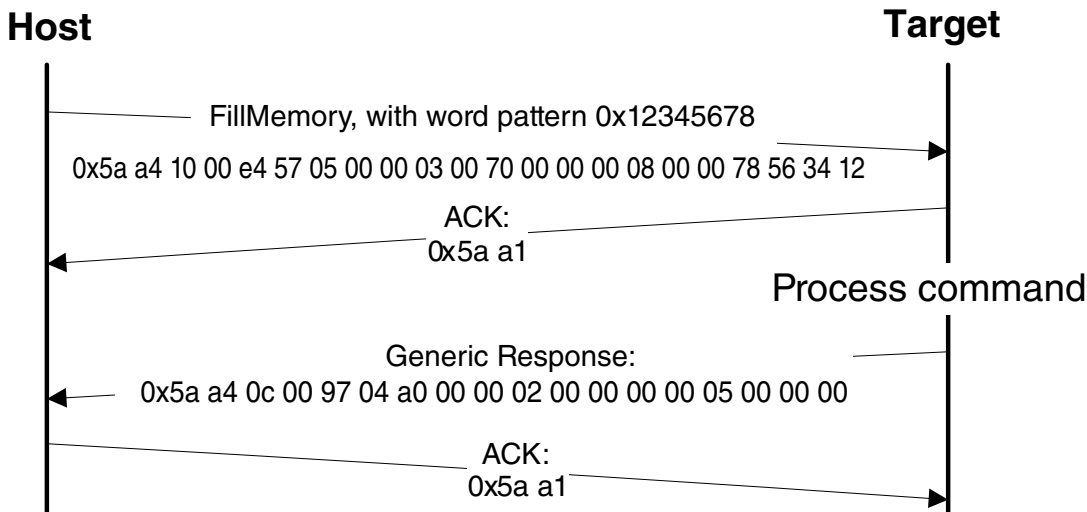 Host
Target
FillMemory, with word pattern 0x12345678
0x5a a4 10 00 e4 57 05 00 00 03 00 70 00 00 00 08 00 00 78 56 34 12
ACK:
0x5a a1
Process command
Generic Response:
0x5a a4 0c 00 97 04 a0 00 00 02 00 00 00 00 05 00 00 00
ACK:
0x5a a1